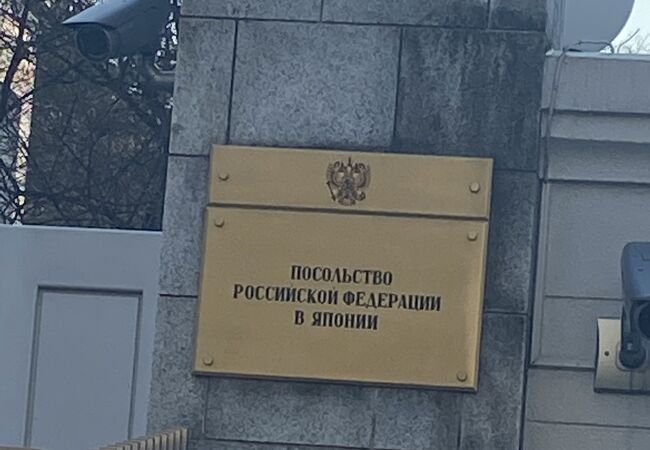 ПОСОЛЬСТВО
РОССИЙСКОЙ ФЕДЕРАЦИИ
В ЯПОНИИ